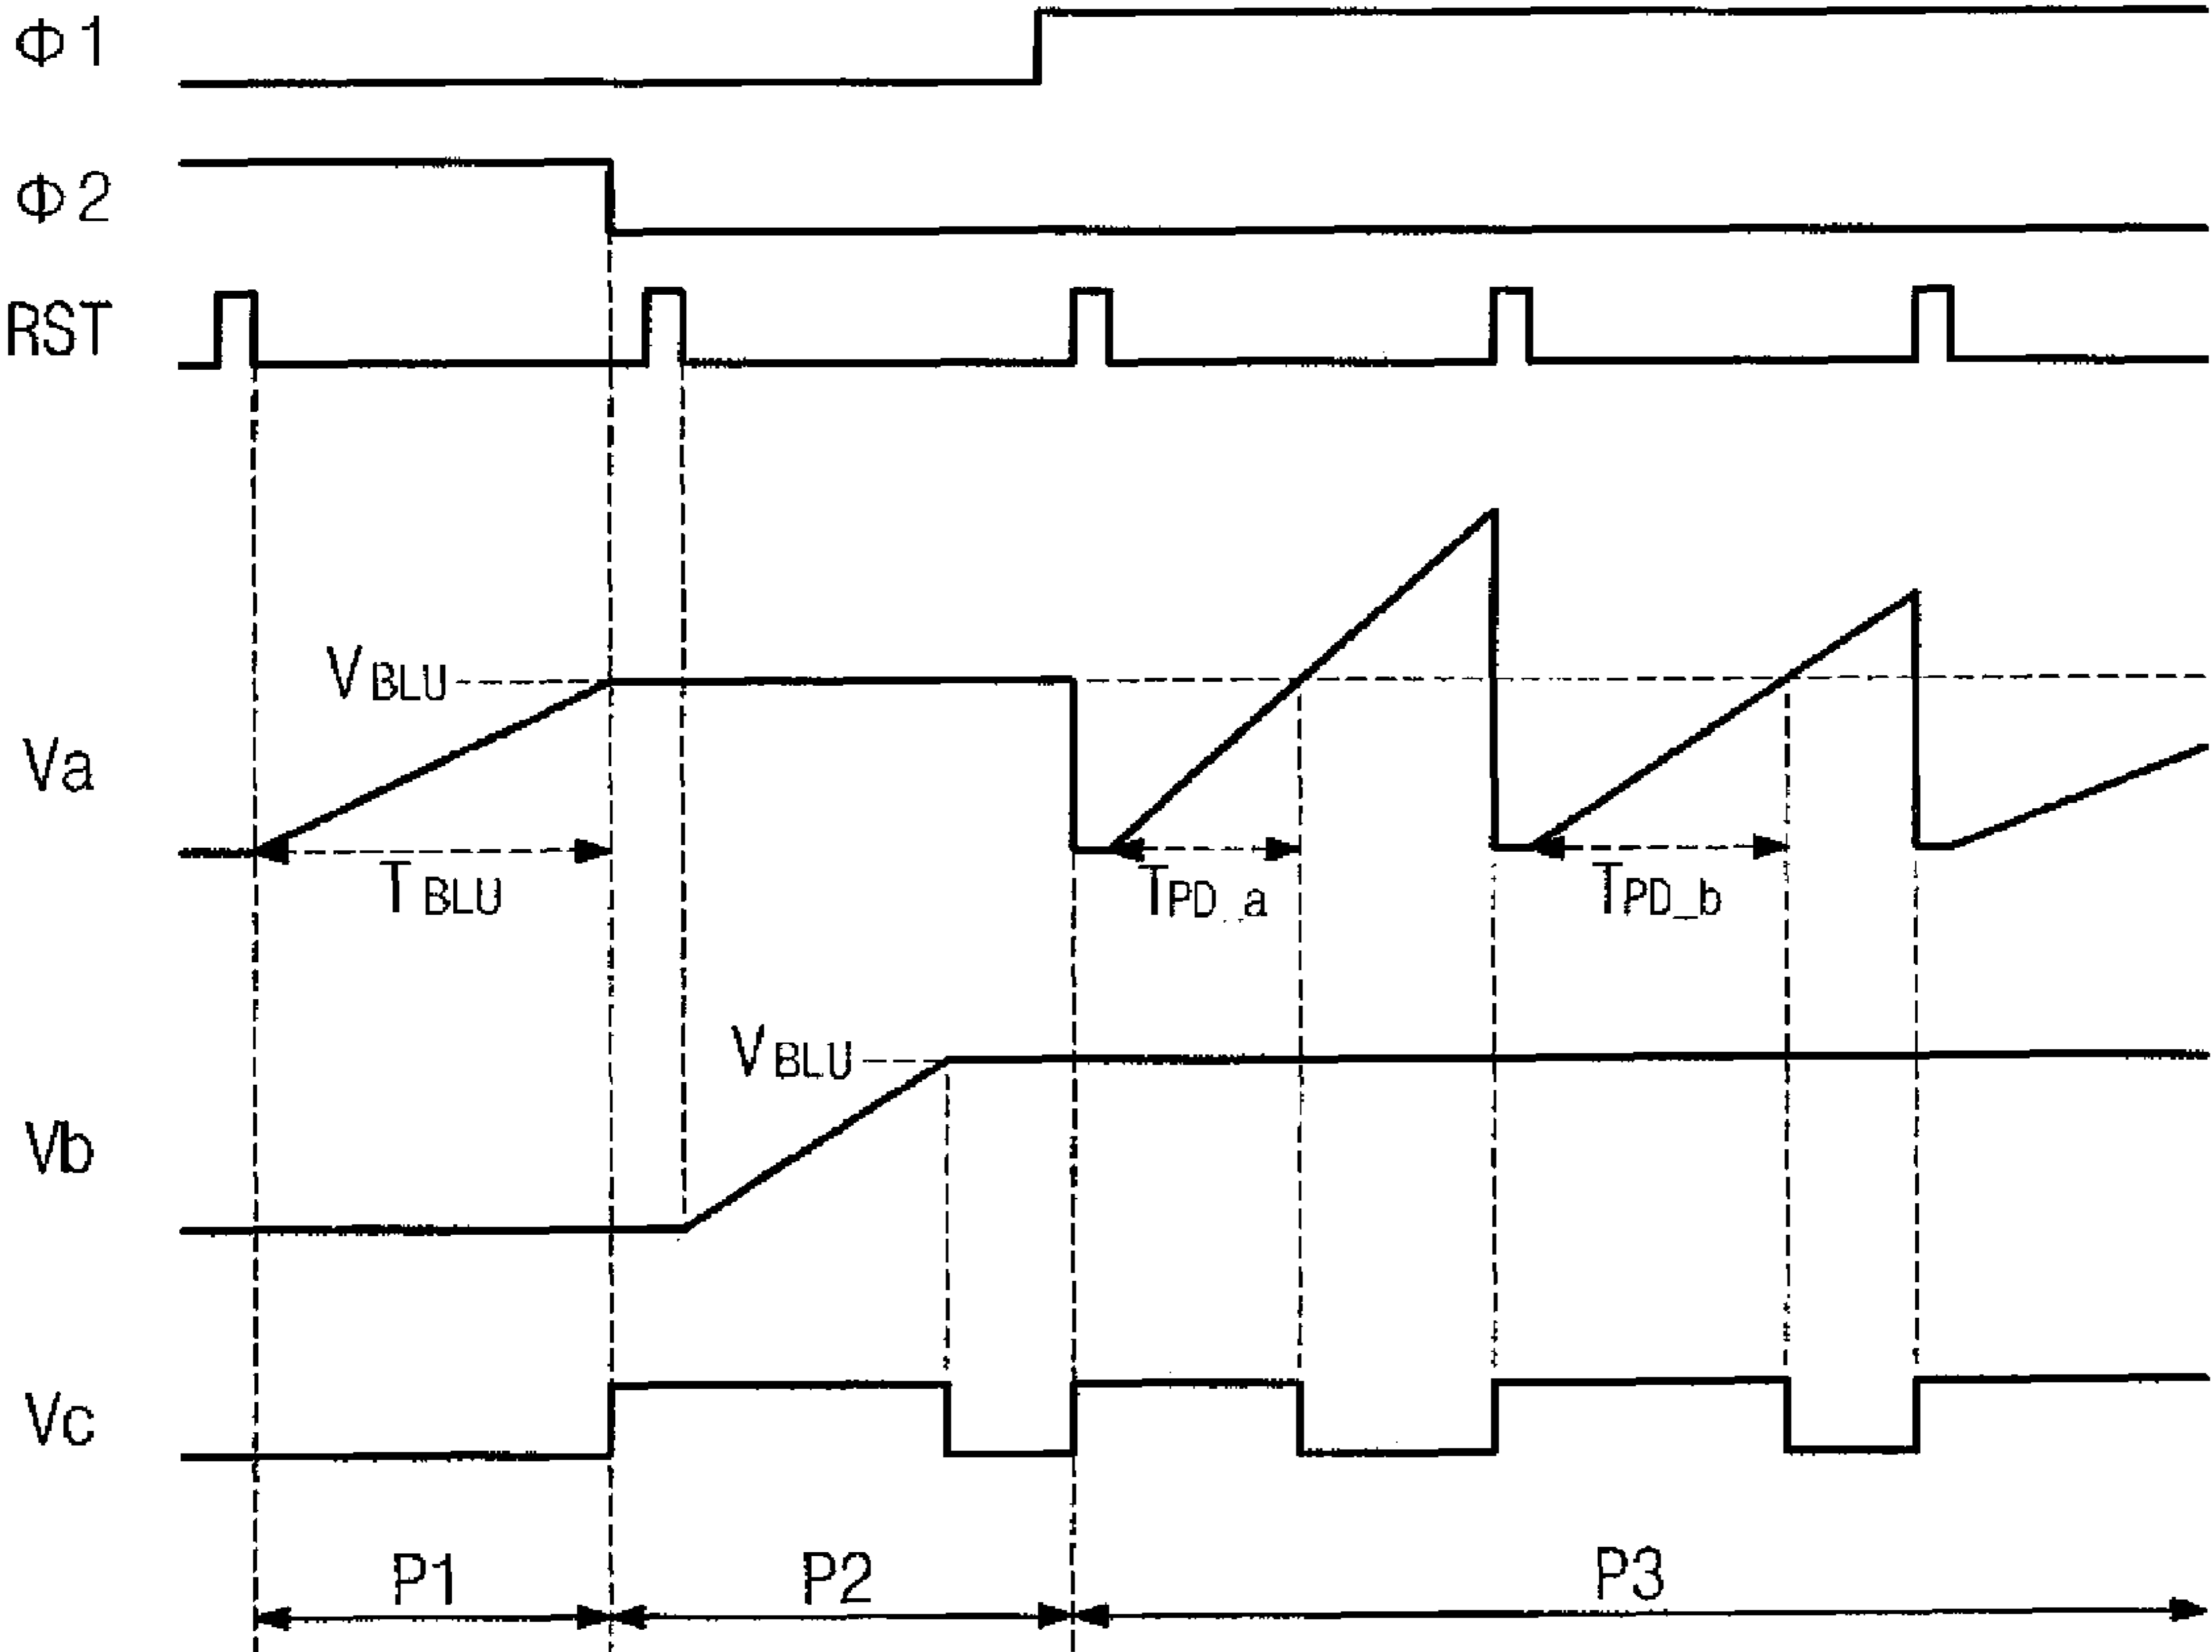 Φ1
Φ2
RST
VBLU
Va
TBLU
TPD_a
TPD_b
VBLU
Vb
Vc
P1
P2
P3